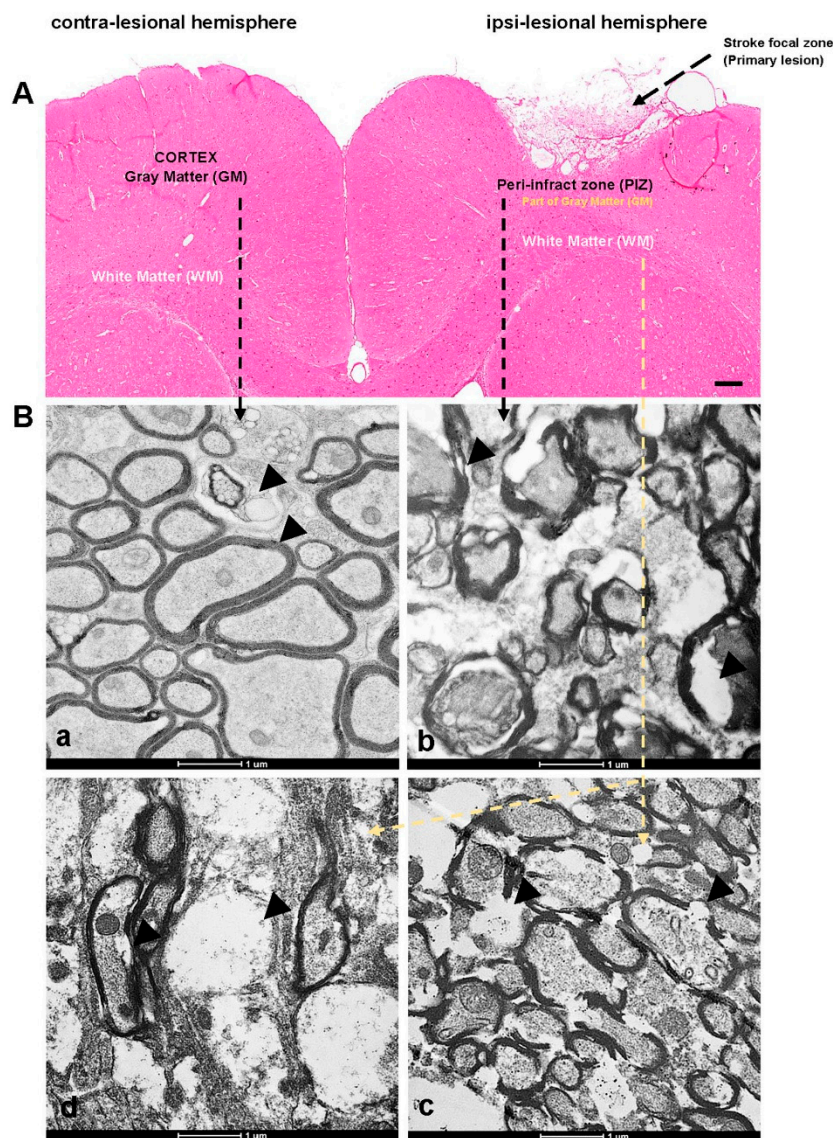 contra-lesional hemisphere
ipsi-lesional hemisphere
Stroke focal zone
(Primary lesion)
A
CORTEX
Gray Matter (GM)
Peri-infract zone (PIZ)
Part of Gray Matter (GM)
White Matter (WM)
White Matter (WM)
B
a
1 um
b
1 um
d
1 um
c
1 um